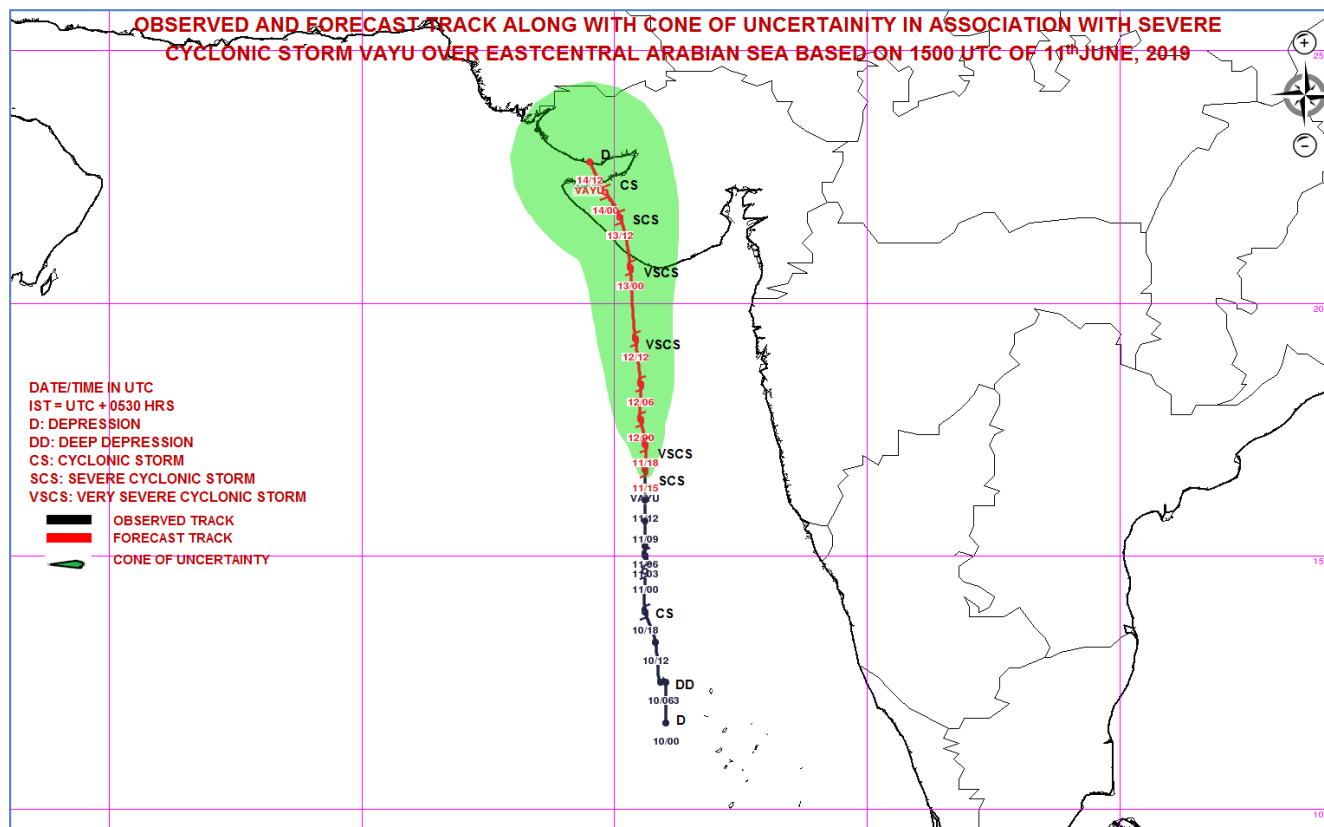 OBSERVED AND FORECAST TRACK ALONG WITH CONE OF UNCERTAINITY IN ASSOCIATION WITH SEVERE
CYCLONIC STORM VAYU OVER EASTCENTRAL ARABIAN SEA BASED ON 1500 UTC OF 11th JUNE, 2019
25
D
14/12
VAYU
CS
14/00
SCS
13/12
VSCS
13/00
20
VSCS
12/12
DATE/TIME IN UTC
IST = UTC + 0530 HRS
D: DEPRESSION
DD: DEEP DEPRESSION
CS: CYCLONIC STORM
SCS: SEVERE CYCLONIC STORM
VSCS: VERY SEVERE CYCLONIC STORM
OBSERVED TRACK
FORECAST TRACK
CONE OF UNCERTAINTY
12/06
12/00
VSCS
11/18
SCS
11/15
VAYU
11/12
11/09
15
11/06
11/03
11/00
CS
10/18
10/12
DD
10/063
D
10/00
10